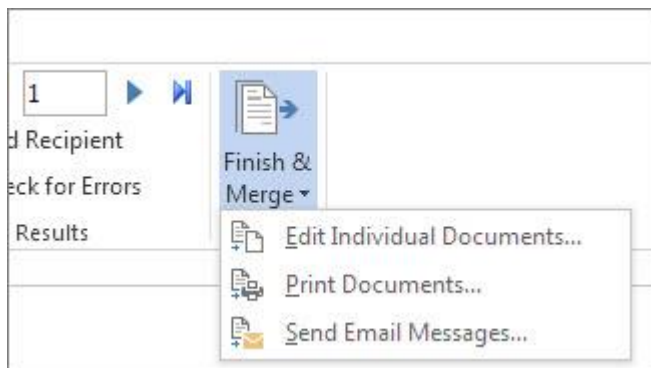 1
d Recipient
eck for Errors
Results
Finish &
Merge
Edit Individual Documents...
Print Documents...
Send Email Messages...